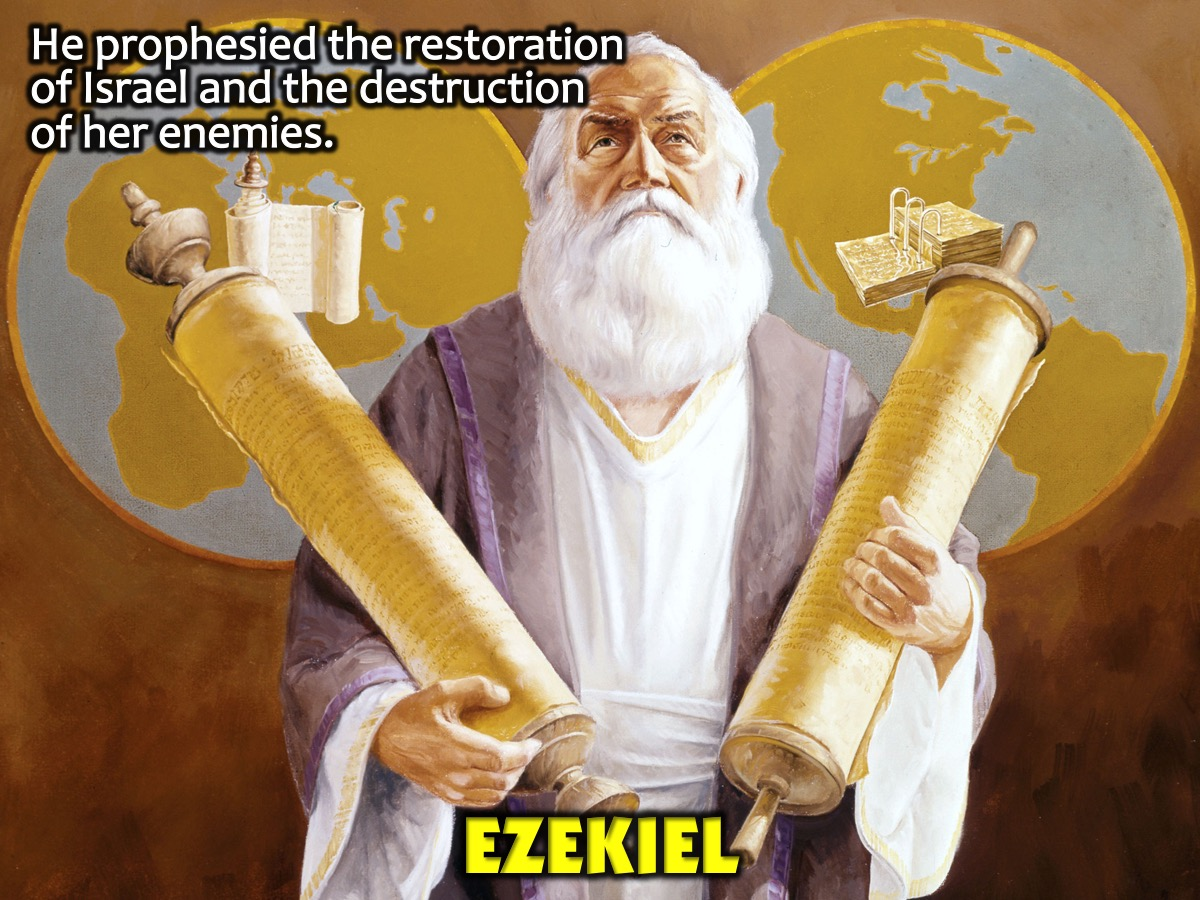 He prophesied the restoration
of Israel and the destruction
of her enemies.
EZEKIEL